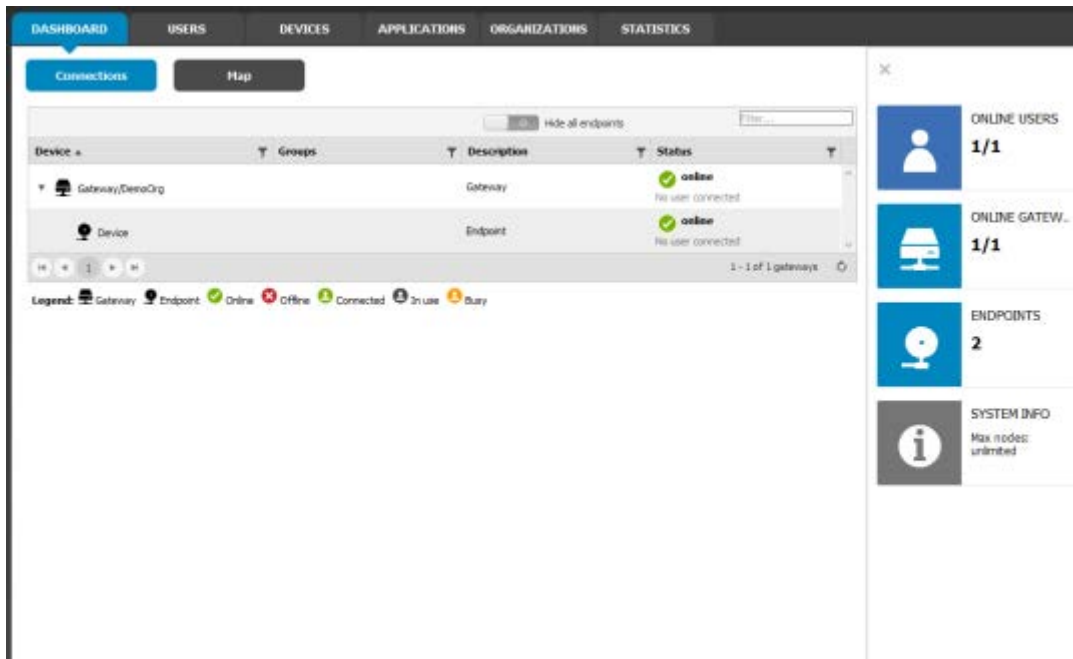 DASHBOARD USERS DEVICES APPLICATIONS ORGANIZATIONS STATISTICS
Connections Map
Hide all endpoints Filter...
Device Groups Description Status
Gateway/DemoOrg Gateway online
No user connected
Device Endpoint online
No user connected
1 1 - 1 of 1 gateways
Legend: Gateway Endpoint Online Offline Connected In use Busy
ONLINE USERS
1/1
ONLINE GATEW..
1/1
ENDPOINTS
2
SYSTEM INFO
Max nodes:
unlimited